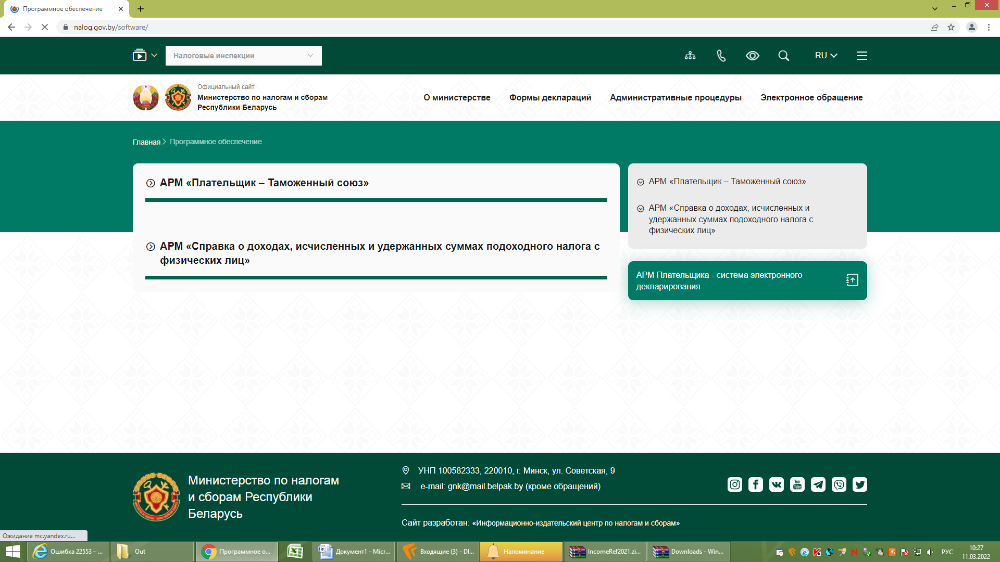 Программное обеспечение
nalog.gov.by/software/
Налоговые инспекции
RU
Официальный сайт
Министерство по налогам и сборам
Республики Беларусь
О министерстве
Формы деклараций
Административные процедуры
Электронное обращение
Главная
Программное обеспечение
АРМ «Плательщик – Таможенный союз»
АРМ «Справка о доходах, исчисленных и удержанных суммах подоходного налога с
физических лиц»
АРМ «Плательщик – Таможенный союз»
АРМ «Справка о доходах, исчисленных и
удержанных суммах подоходного налога с
физических лиц»
АРМ Плательщика - система электронного
декларирования
Министерство по налогам
и сборам Республики
Беларусь
УНП 100582333, 220010, г. Минск, ул. Советская, 9
e-mail: gnk@mail.belpak.by (кроме обращений)
Сайт разработан: «Информационно-издательский центр по налогам и сборам»
Ожидание mc.yandex.ru...
Ошибка 22553 – ...
Out
Программное о...
Документ1 - Micr...
Входящие (3) - DI...
Напоминание
IncomeRef2021.zi...
Downloads - Win...
РУС
10:27
11.03.2022